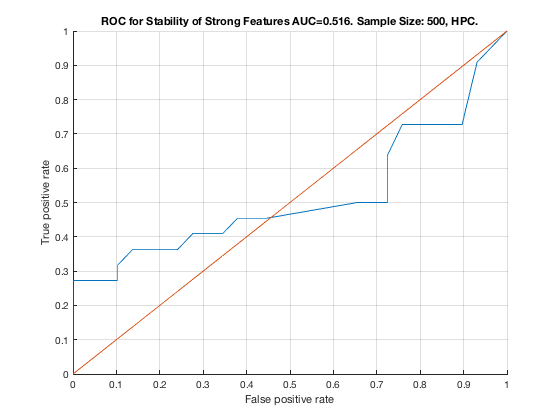 ROC for Stability of Strong Features AUC=0.516. Sample Size: 500, HPC.
1
0.9
0.8
0.7
0.6
0.5
0.4
0.3
0.2
0.1
0
True positive rate
0 0.1 0.2 0.3 0.4 0.5 0.6 0.7 0.8 0.9 1
False positive rate